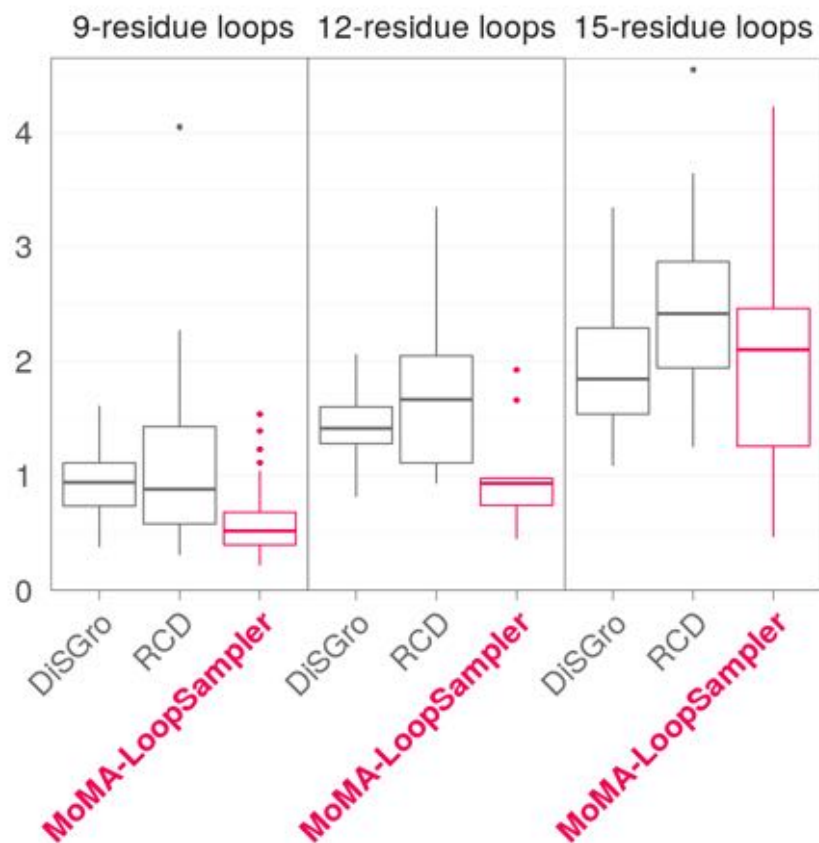 9-residue loops 12-residue loops 15-residue loops
4
3
2
1
0
DiSGro RCD MoMA-LoopSampler DiSGro RCD MoMA-LoopSampler DiSGro RCD MoMA-LoopSampler